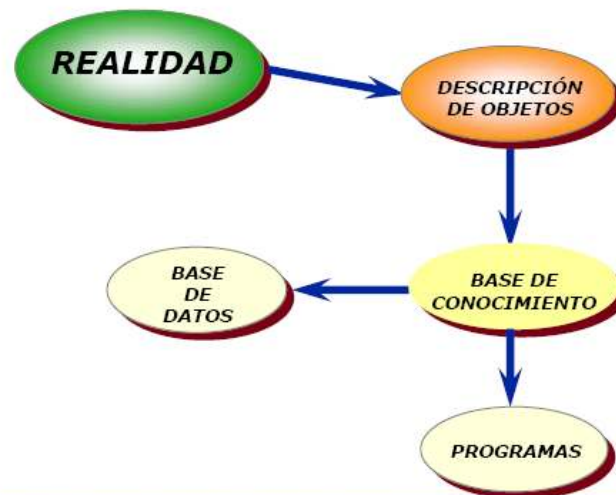 REALIDAD
DESCRIPCIÓN
DE OBJETOS
BASE
DE
DATOS
BASE DE
CONOCIMIENTO
PROGRAMAS